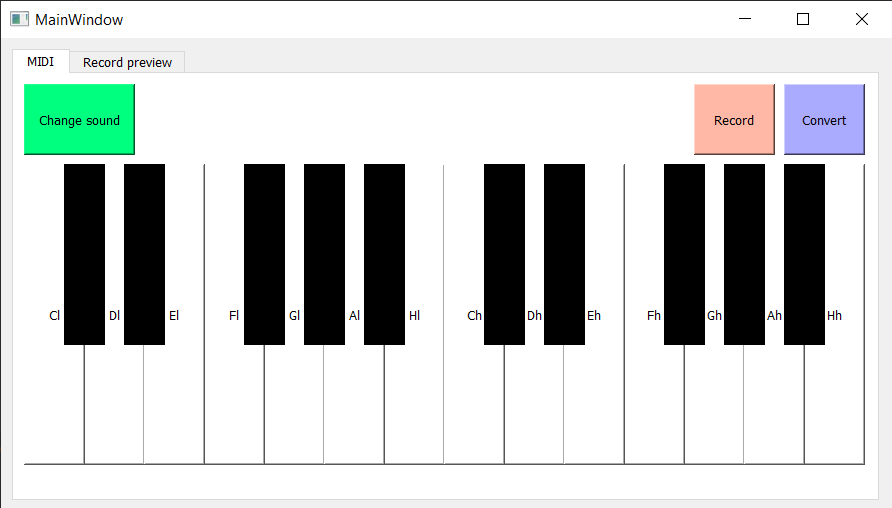 MainWindow
MIDI Record preview
Change sound Record Convert
Cl Dl El Fl Gl Al Hl Ch Dh Eh Fh Gh Ah Hh